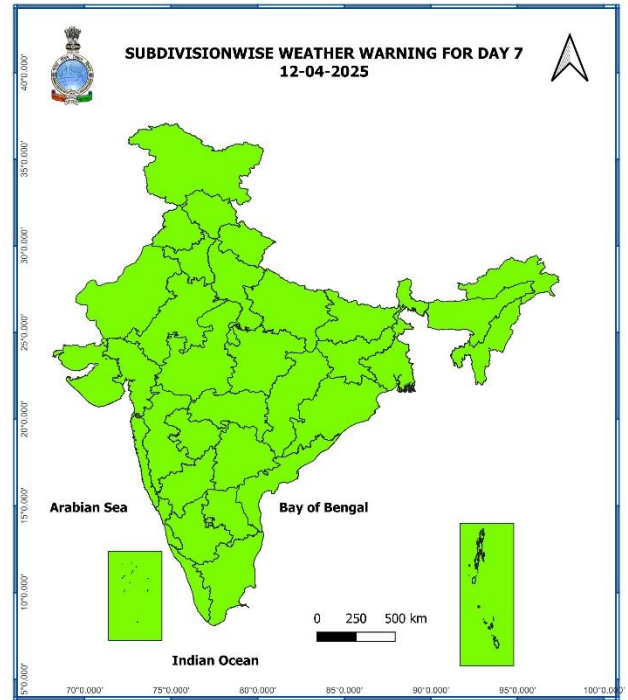 SUBDIVISIONWISE WEATHER WARNING FOR DAY 7
12-04-2025
40°0.000'
35°0.000'
30°0.000'
25°0.000'
20°0.000'
15°0.000'
10°0.000'
5°0.000'
Arabian Sea
Bay of Bengal
0 250 500 km
Indian Ocean
70°0.000' 75°0.000' 80°0.000' 85°0.000' 90°0.000' 95°0.000' 100°0.000'